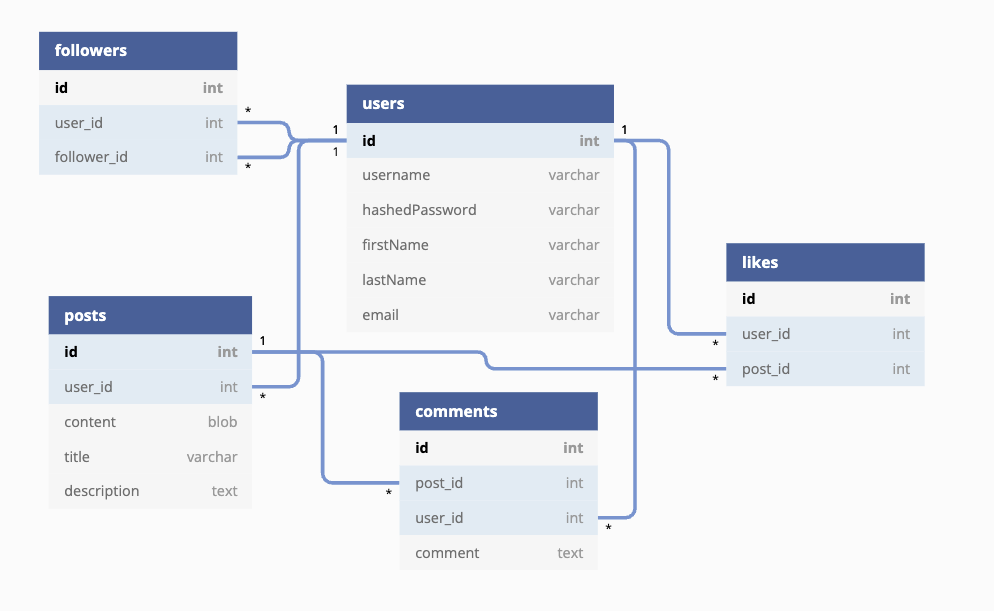 followers
id int
user_id int
follower_id int
*
*
users
id int
username varchar
hashedPassword varchar
firstName varchar
lastName varchar
email varchar
1
1
1
likes
id int
user_id int
post_id int
*
*
posts
id int
user_id int
content blob
title varchar
description text
1
*
comments
id int
post_id int
user_id int
comment text
*
*